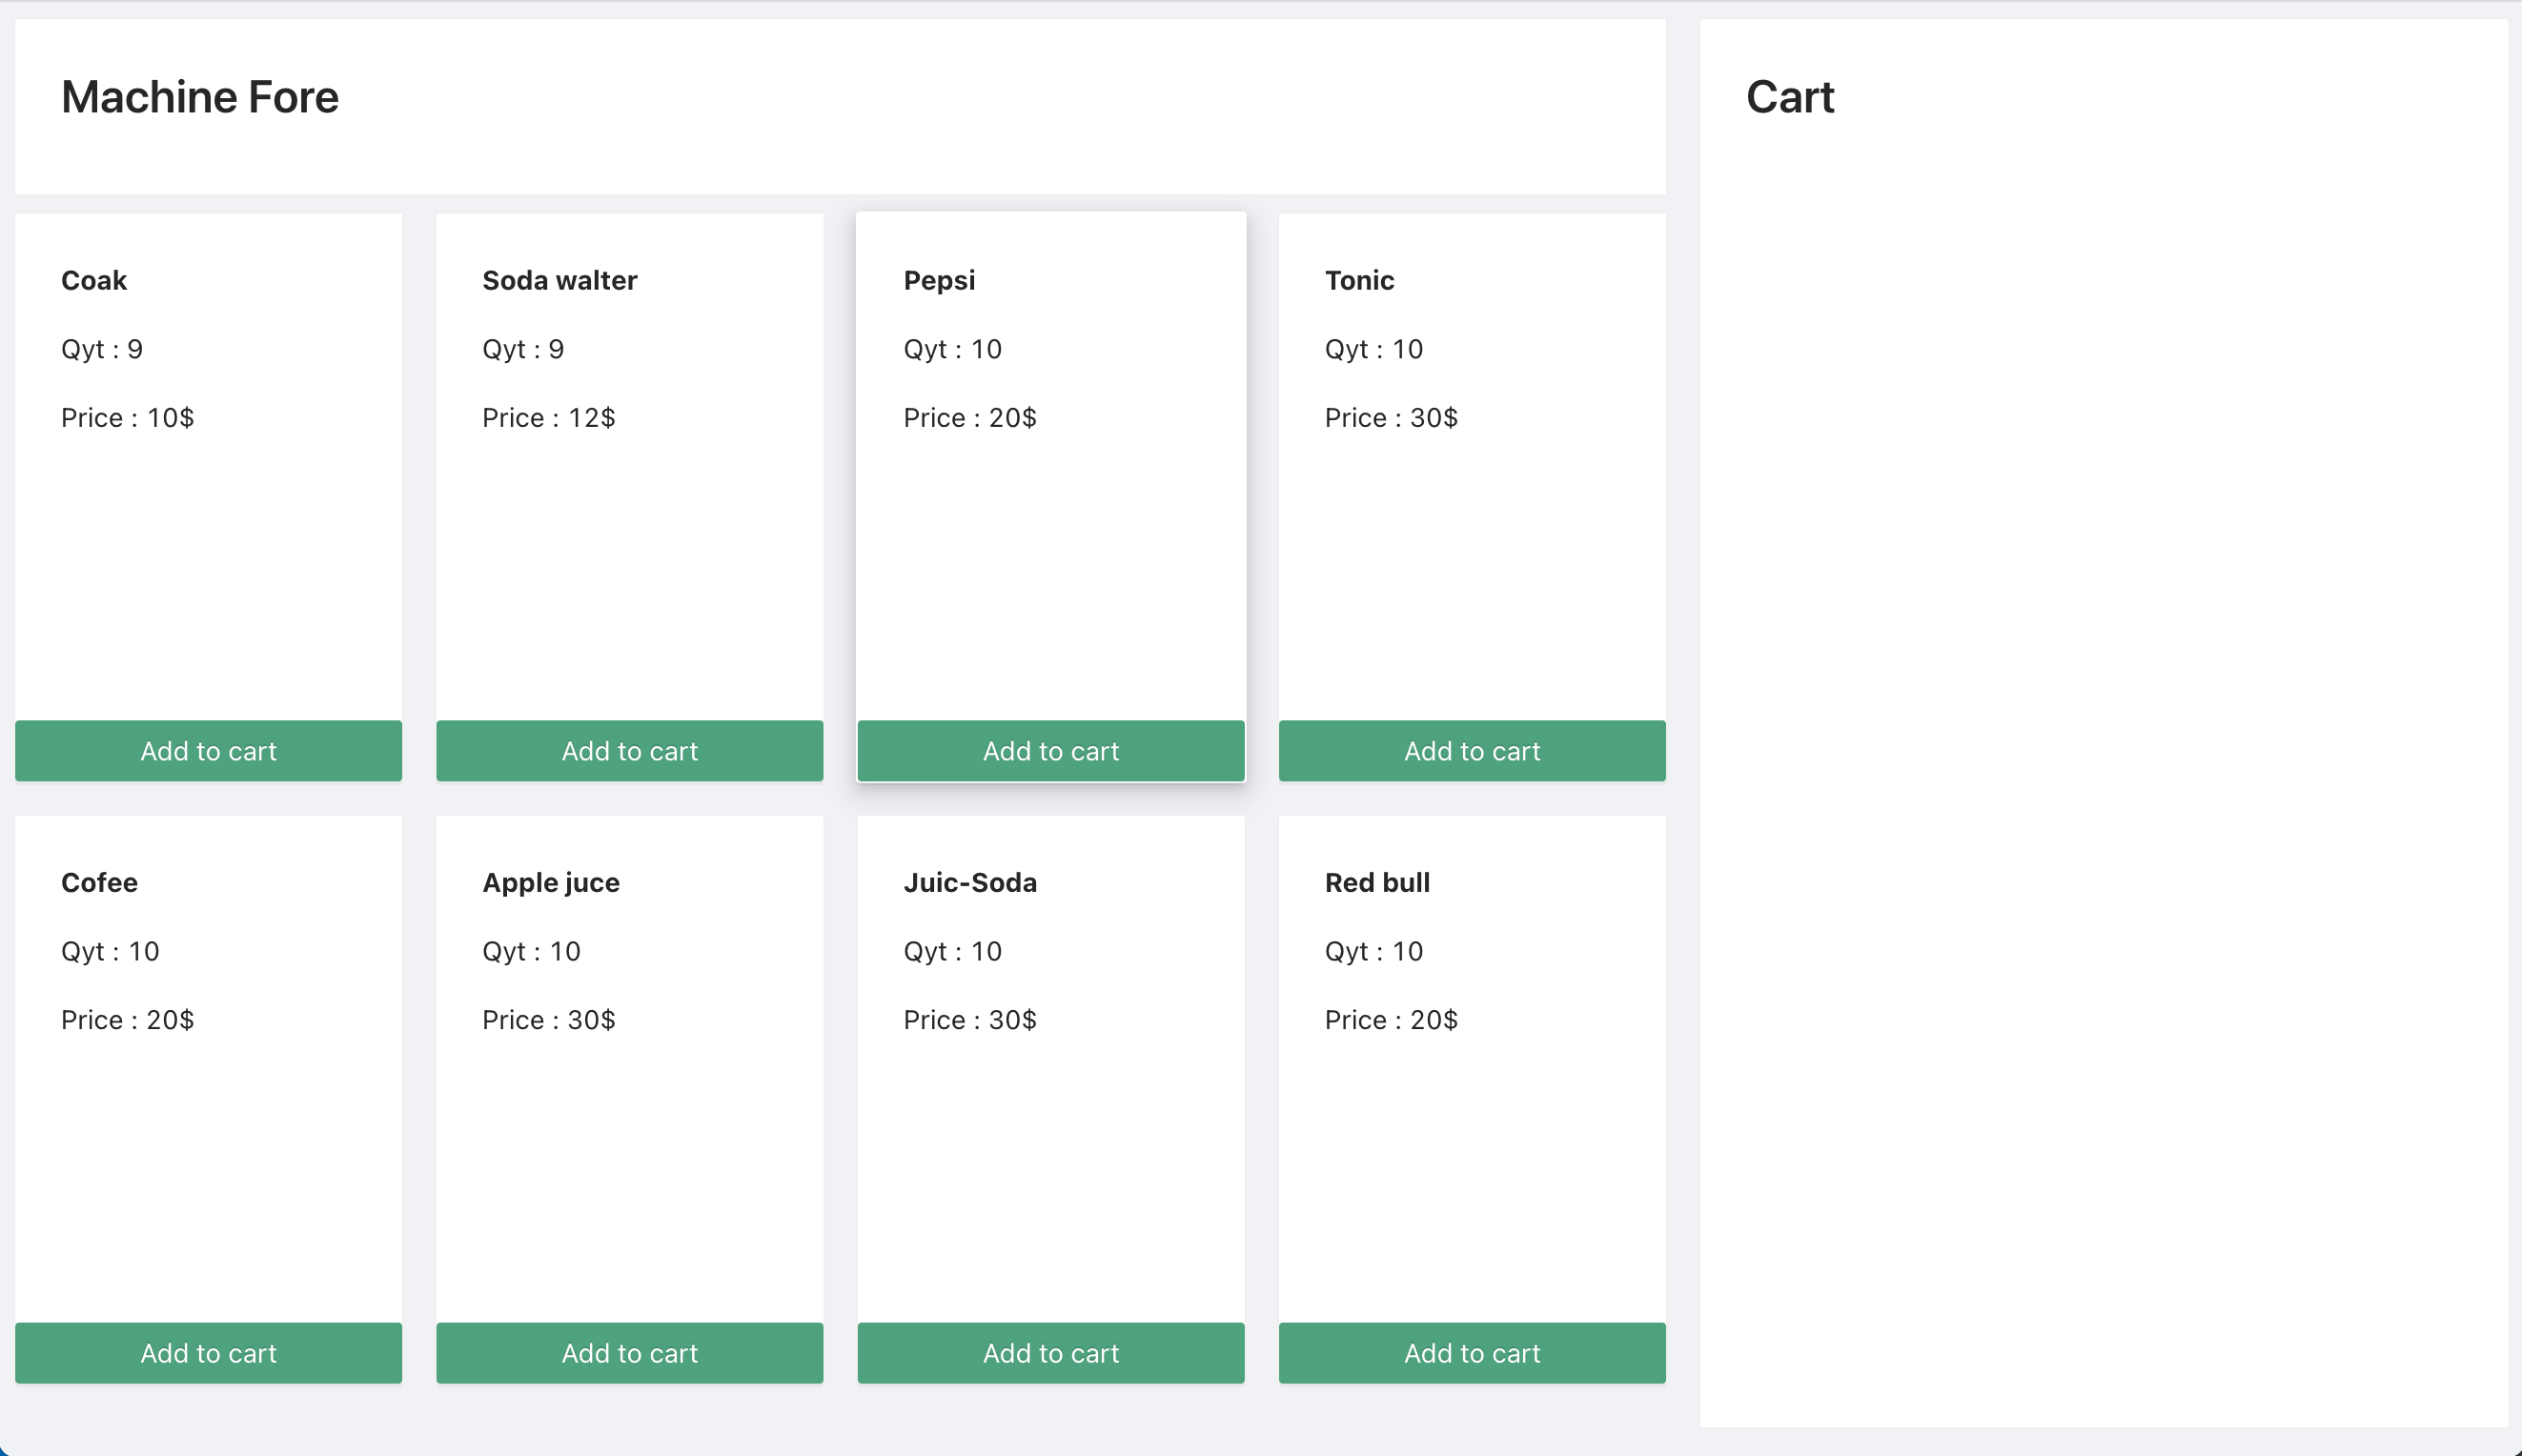 Machine Fore
Cart
Coak
Qyt : 9
Price : 10$
Add to cart
Soda walter
Qyt : 9
Price : 12$
Add to cart
Pepsi
Qyt : 10
Price : 20$
Add to cart
Tonic
Qyt : 10
Price : 30$
Add to cart
Cofee
Qyt : 10
Price : 20$
Add to cart
Apple juce
Qyt : 10
Price : 30$
Add to cart
Juic-Soda
Qyt : 10
Price : 30$
Add to cart
Red bull
Qyt : 10
Price : 20$
Add to cart